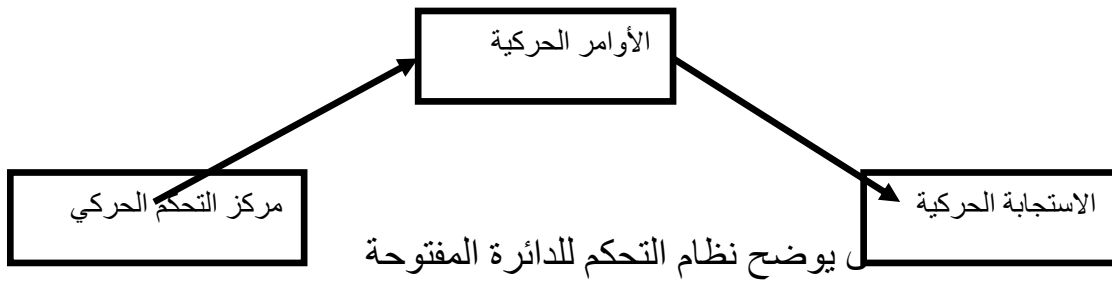 الأوامر الحركية
مركز التحكم الحركي
الاستجابة الحركية
يوضح نظام التحكم للدائرة المفتوحة